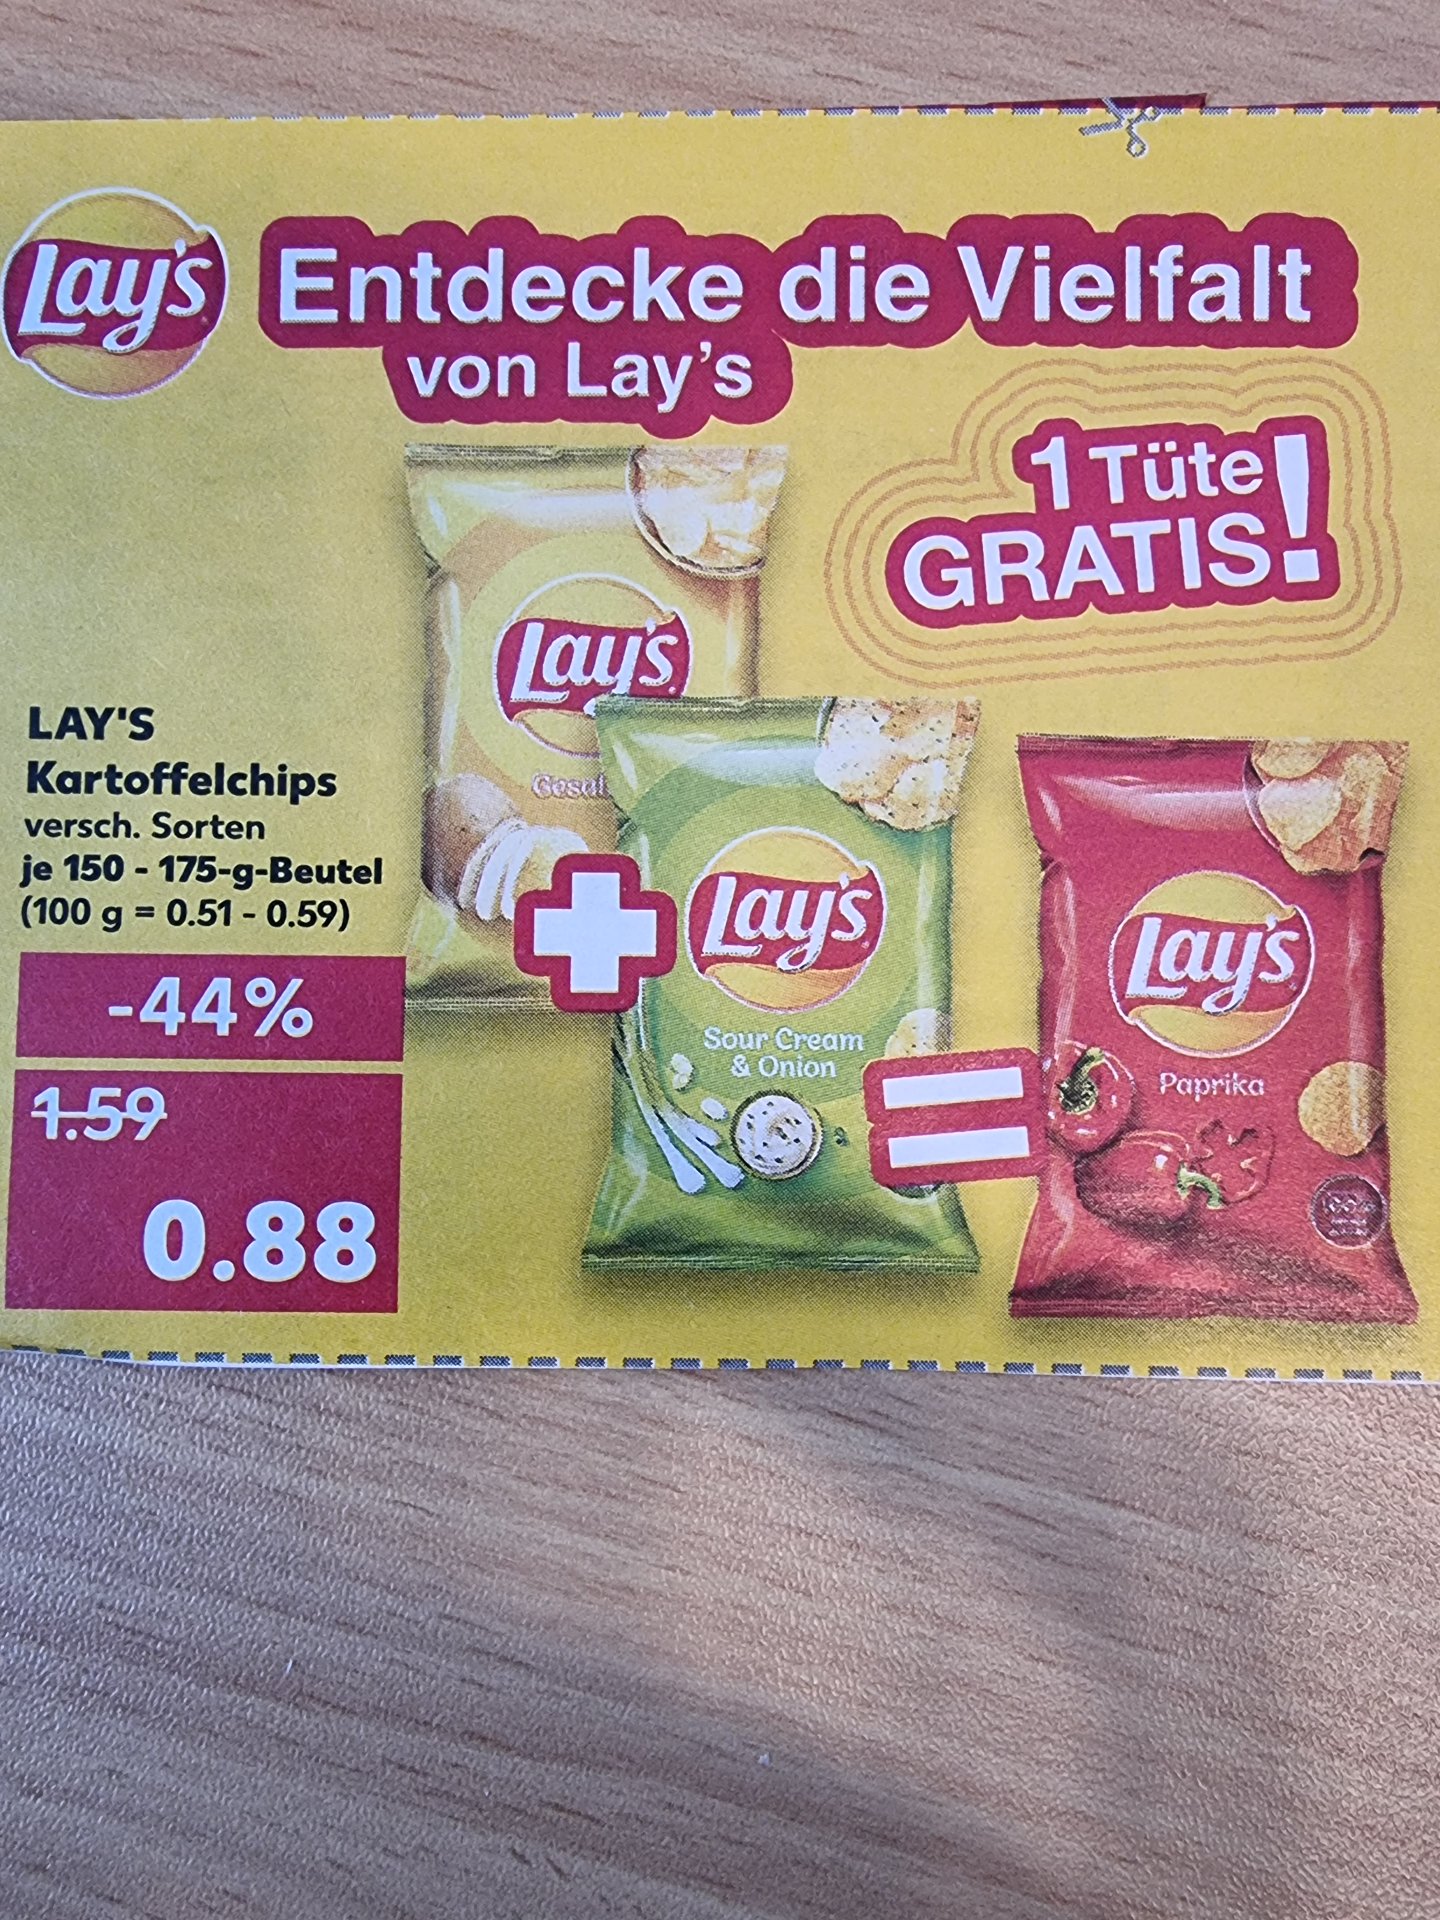 Lay's
Entdecke die Vielfalt
von Lay's
1 Tüte
GRATIS!
Lay's
LAY'S
Kartoffelchips
versch. Sorten
je 150 - 175-g-Beutel
(100 g = 0.51 - 0.59)
-44%
1.59
0.88
Lay's
Sour Cream
& Onion
Lay's
Paprika